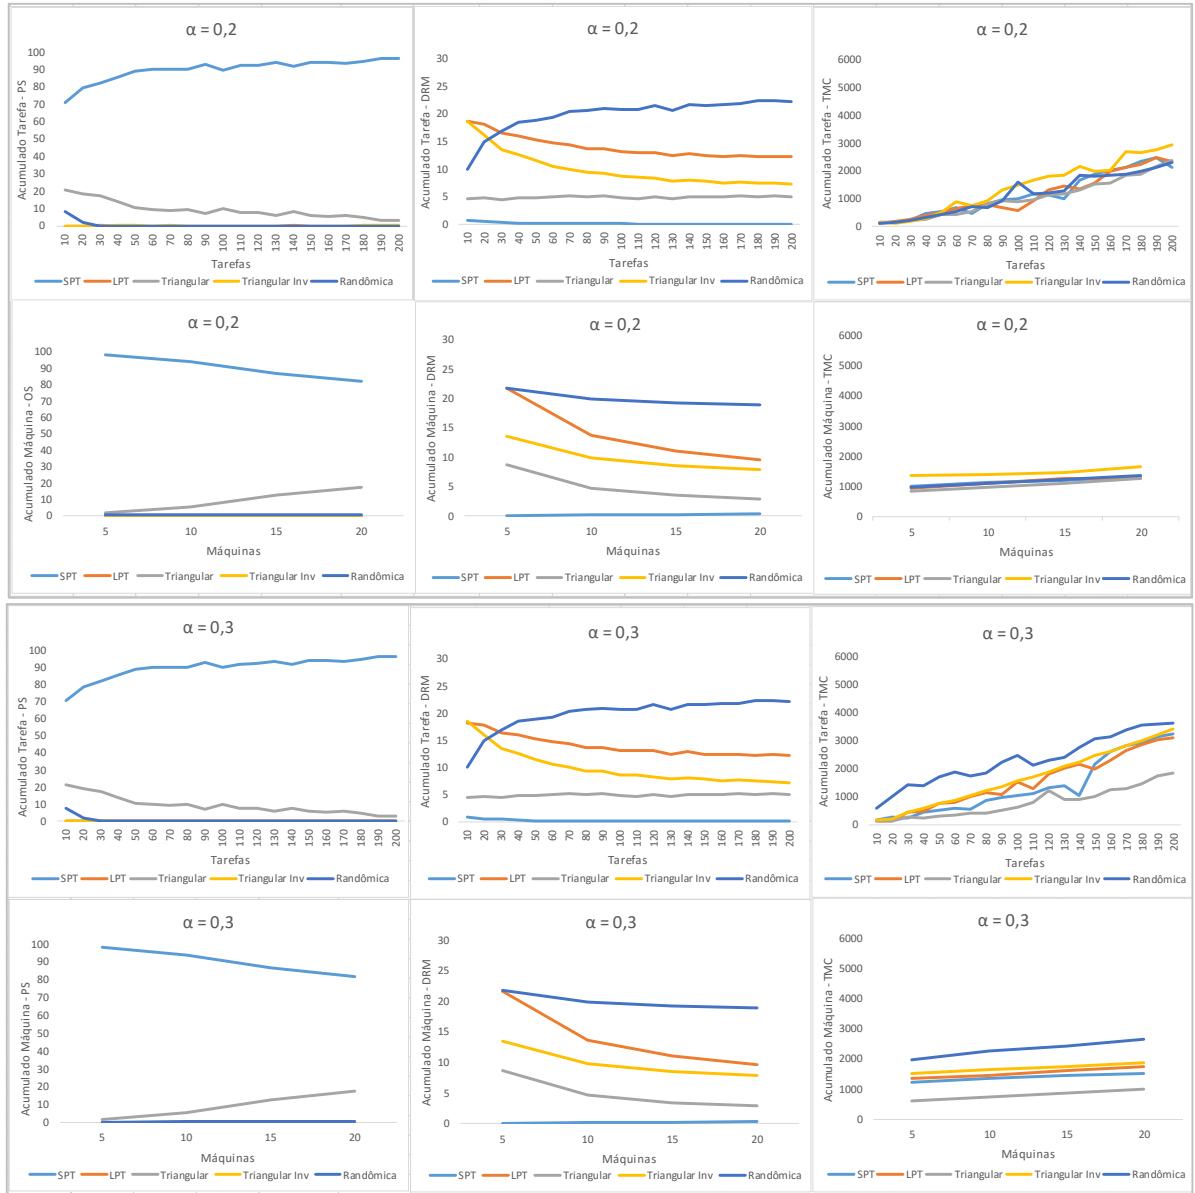 α = 0,2
Acumulado Tarefa - PS
100
90
80
70
60
50
40
30
20
10
0
10 20 30 40 50 60 70 80 90 100 110 120 130 140 150 160 170 180 190 200
Tarefas
SPT LPT Triangular Triangular Inv Randômica
α = 0,2
Acumulado Tarefa - DRM
30
25
20
15
10
5
0
10 20 30 40 50 60 70 80 90 100 110 120 130 140 150 160 170 180 190 200
Tarefas
SPT LPT Triangular Triangular Inv Randômica
α = 0,2
Acumulado Tarefa - TMC
6000
5000
4000
3000
2000
1000
0
10 20 30 40 50 60 70 80 90 100 110 120 130 140 150 160 170 180 190 200
Tarefas
SPT LPT Triangular Triangular Inv Randômica
α = 0,2
Acumulado Máquina - OS
100
90
80
70
60
50
40
30
20
10
0
5 10 15 20
Máquinas
SPT LPT Triangular Triangular Inv Randômica
α = 0,2
Acumulado Máquina - DRM
30
25
20
15
10
5
0
5 10 15 20
Máquinas
SPT LPT Triangular Triangular Inv Randômica
α = 0,2
Acumulado Máquina - TMC
6000
5000
4000
3000
2000
1000
0
5 10 15 20
Máquinas
SPT LPT Triangular Triangular Inv Randômica
α = 0,3
Acumulado Tarefa - PS
100
90
80
70
60
50
40
30
20
10
0
10 20 30 40 50 60 70 80 90 100 110 120 130 140 150 160 170 180 190 200
Tarefas
SPT LPT Triangular Triangular Inv Randômica
α = 0,3
Acumulado Tarefa - DRM
30
25
20
15
10
5
0
10 20 30 40 50 60 70 80 90 100 110 120 130 140 150 160 170 180 190 200
Tarefas
SPT LPT Triangular Triangular Inv Randômica
α = 0,3
Acumulado Tarefa - TMC
6000
5000
4000
3000
2000
1000
0
10 20 30 40 50 60 70 80 90 100 110 120 130 140 150 160 170 180 190 200
Tarefas
SPT LPT Triangular Triangular Inv Randômica
α = 0,3
Acumulado Máquina - PS
100
90
80
70
60
50
40
30
20
10
0
5 10 15 20
Máquinas
SPT LPT Triangular Triangular Inv Randômica
α = 0,3
Acumulado Máquina - DRM
30
25
20
15
10
5
0
5 10 15 20
Máquinas
SPT LPT Triangular Triangular Inv Randômica
α = 0,3
Acumulado Máquina - TMC
6000
5000
4000
3000
2000
1000
0
5 10 15 20
Máquinas
SPT LPT Triangular Triangular Inv Randômica